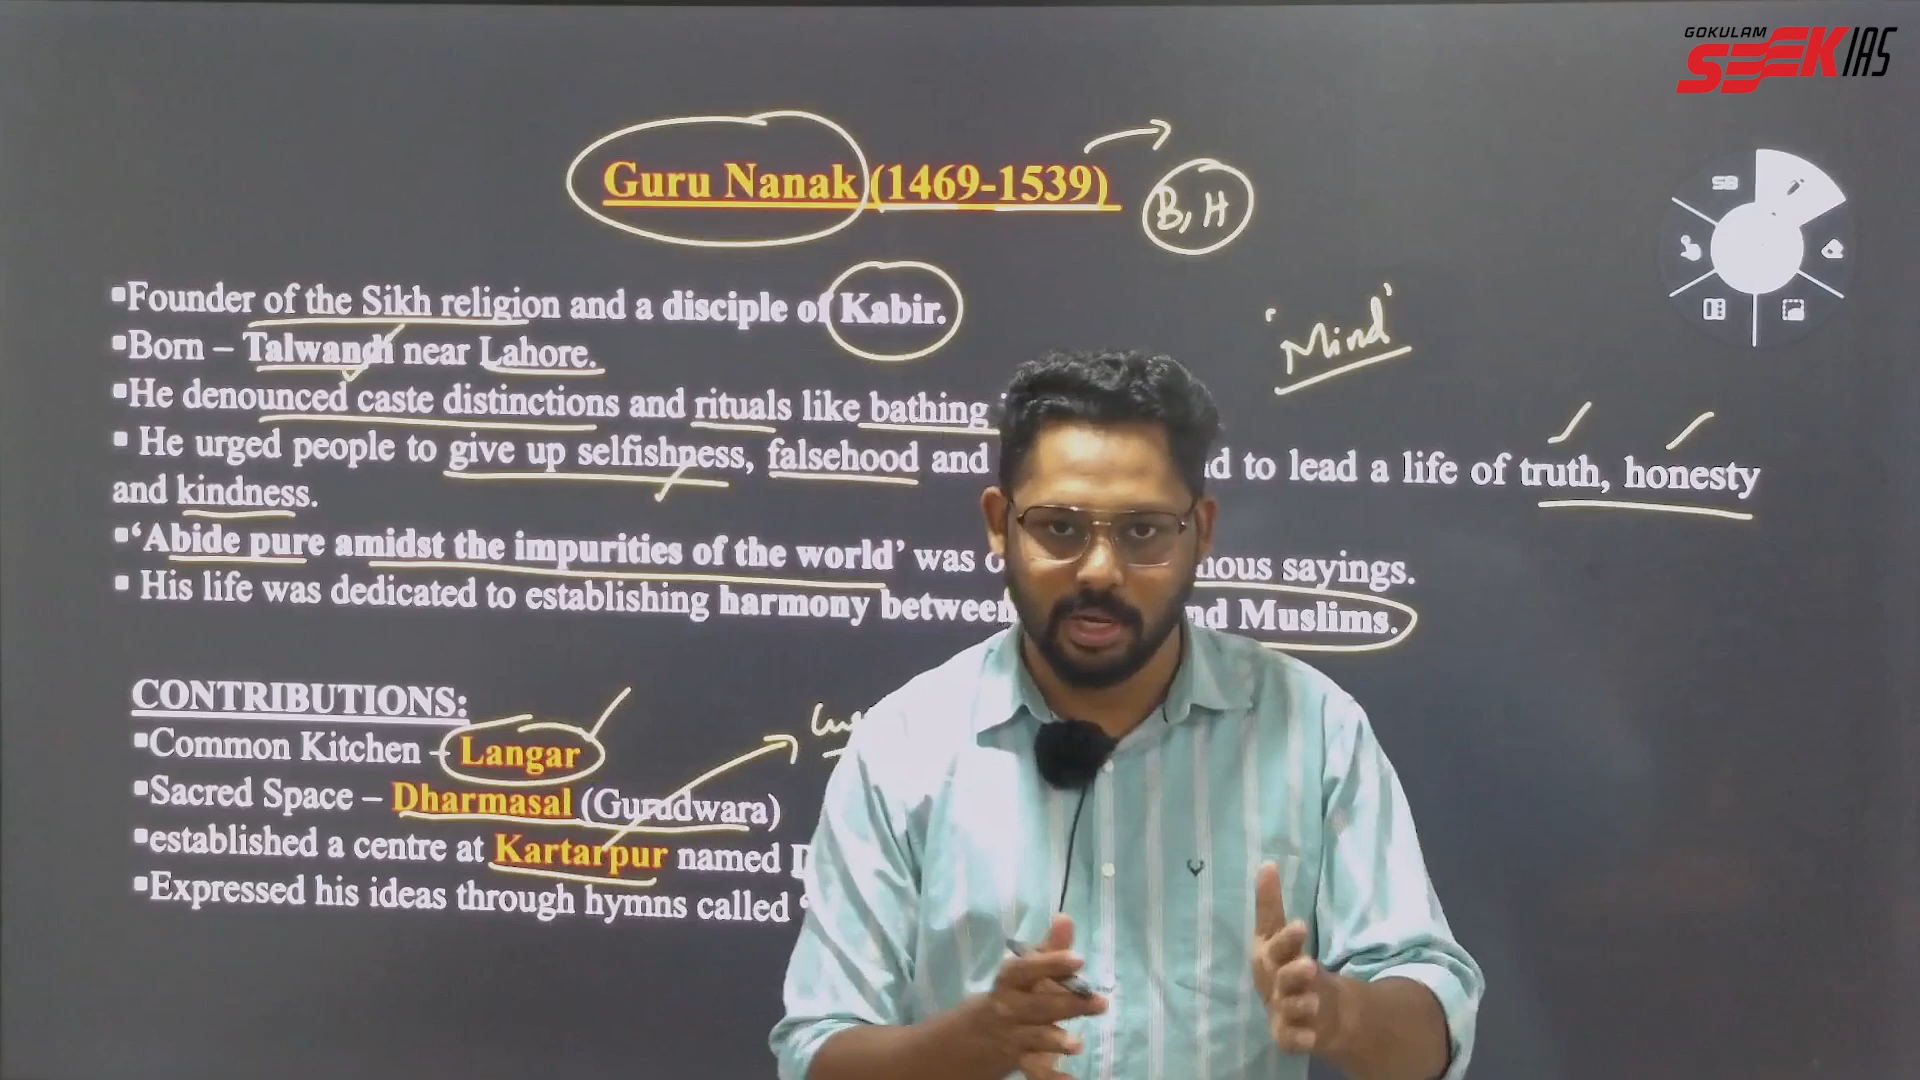 GOKULAM
SEEK IAS
Guru Nanak (1469-1539)
B, H
▪Founder of the Sikh religion and a disciple of Kabir.
'Mind'
▪Born – Talwandi near Lahore.
▪He denounced caste distinctions and rituals like bathing
▪ He urged people to give up selfishness, falsehood and to lead a life of truth, honesty
and kindness.
▪‘Abide pure amidst the impurities of the world’ was sayings.
▪ His life was dedicated to establishing harmony between Muslims.
CONTRIBUTIONS:
▪Common Kitchen – Langar
▪Sacred Space – Dharmasal (Gurudwara)
▪established a centre at Kartarpur named
▪Expressed his ideas through hymns called ‘